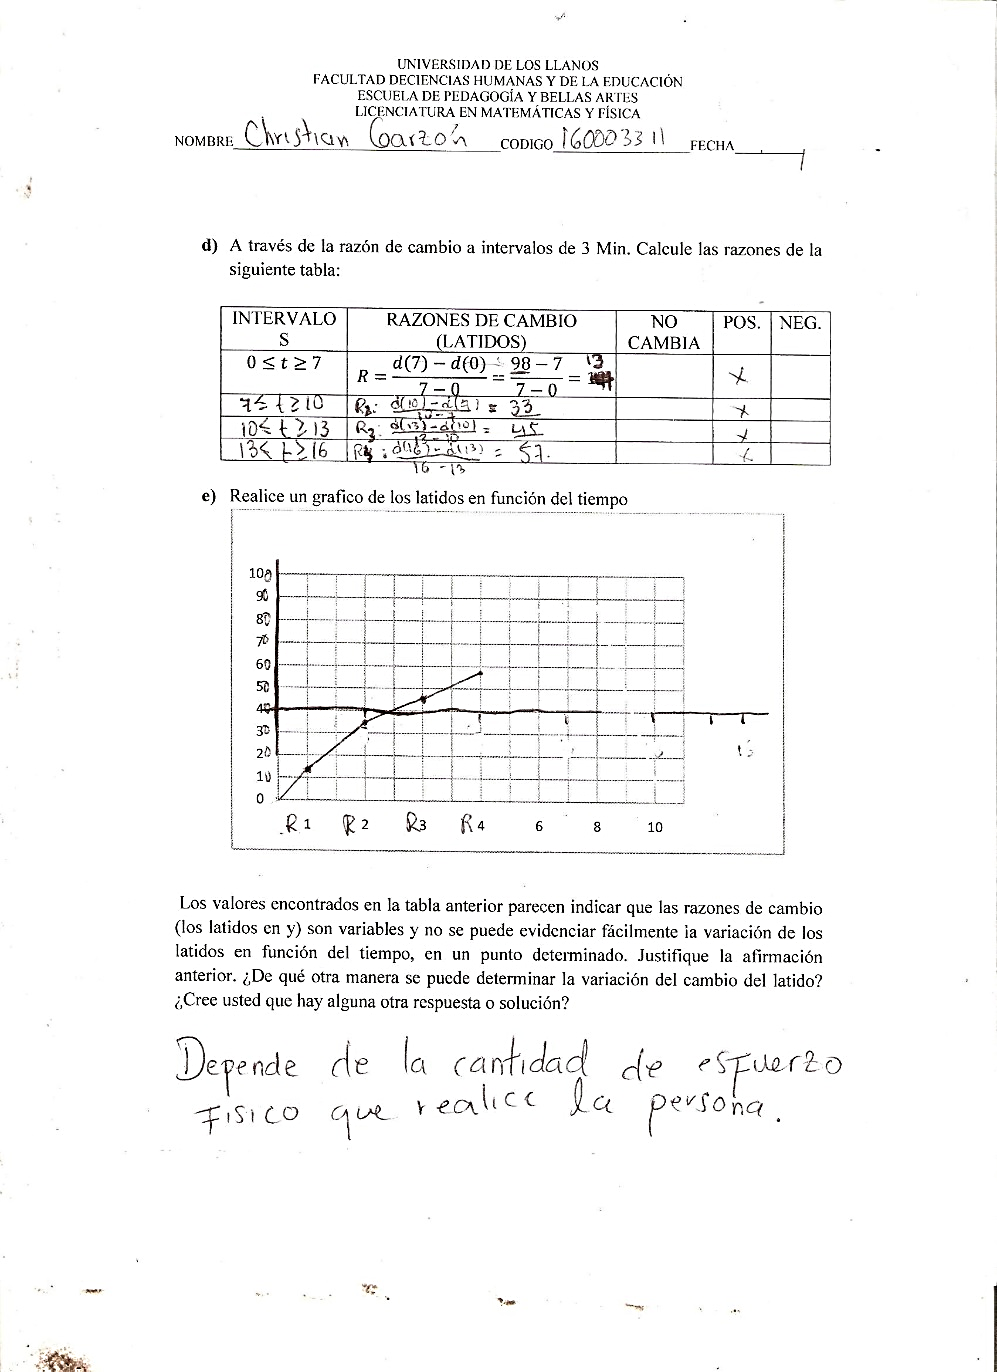 UNIVERSIDAD DE LOS LLANOS
FACULTAD DECIENCIAS HUMANAS Y DE LA EDUCACIÓN
ESCUELA DE PEDAGOGÍA Y BELLAS ARTES
LICENCIATURA EN MATEMÁTICAS Y FÍSICA
NOMBRE Christian Garzón CODIGO 160003311 FECHA
d) A través de la razón de cambio a intervalos de 3 Min. Calcule las razones de la
siguiente tabla:
INTERVALO RAZONES DE CAMBIO NO POS. NEG.
S (LATIDOS) CAMBIA
0 ≤ t ≥ 7 R = d(7) – d(0) / 7 – 0 = 98 – 7 / 7 – 0 = 13 x
7 ≤ t ≥ 10 R2: d(10) - d(7) / 10 - 7 = 33 x
10 ≤ t ≥ 13 R3: d(13) - d(10) / 13 - 10 = 45 x
13 ≤ t ≥ 16 R4: d(16) - d(13) / 16 - 13 = 57. x
e) Realice un grafico de los latidos en función del tiempo
100
90
80
70
60
50
40
30
20
10
0
R1 R2 R3 R4 6 8 10
Los valores encontrados en la tabla anterior parecen indicar que las razones de cambio
(los latidos en y) son variables y no se puede evidenciar fácilmente la variación de los
latidos en función del tiempo, en un punto determinado. Justifique la afirmación
anterior. ¿De qué otra manera se puede determinar la variación del cambio del latido?
¿Cree usted que hay alguna otra respuesta o solución?
Depende de la cantidad de esfuerzo
Fisico que realice la persona.